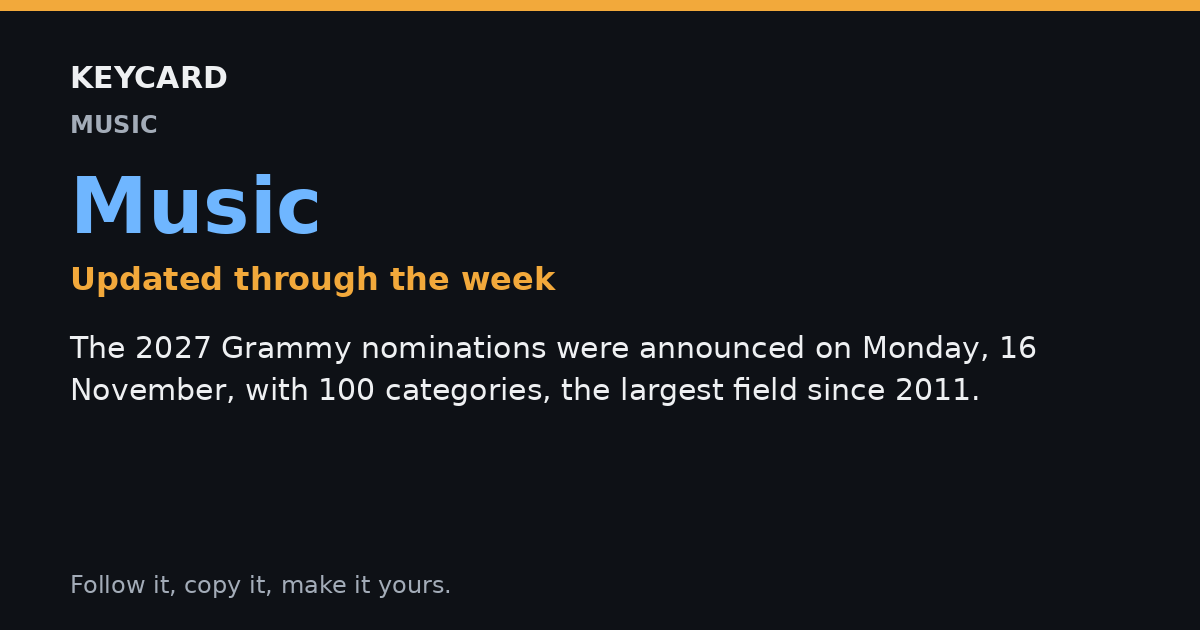 KEYCARD
MUSIC
Music
Updated through the week
The 2027 Grammy nominations were announced on Monday, 16
November, with 100 categories, the largest field since 2011.
Follow it, copy it, make it yours.